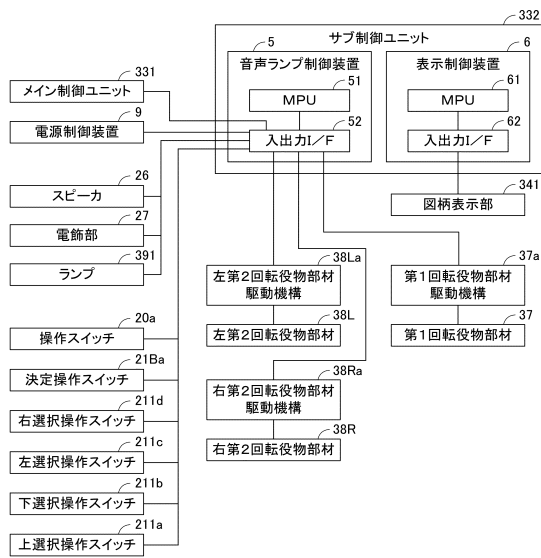 332
サブ制御ユニット
5
音声ランプ制御装置
51
MPU
52
入出力I/F
6
表示制御装置
61
MPU
62
入出力I/F
341
図柄表示部
331
メイン制御ユニット
9
電源制御装置
26
スピーカ
27
電飾部
391
ランプ
20a
操作スイッチ
21Ba
決定操作スイッチ
211d
右選択操作スイッチ
211c
左選択操作スイッチ
211b
下選択操作スイッチ
211a
上選択操作スイッチ
38La
左第2回転役物部材
駆動機構
38L
左第2回転役物部材
38Ra
右第2回転役物部材
駆動機構
38R
右第2回転役物部材
37a
第1回転役物部材
駆動機構
37
第1回転役物部材